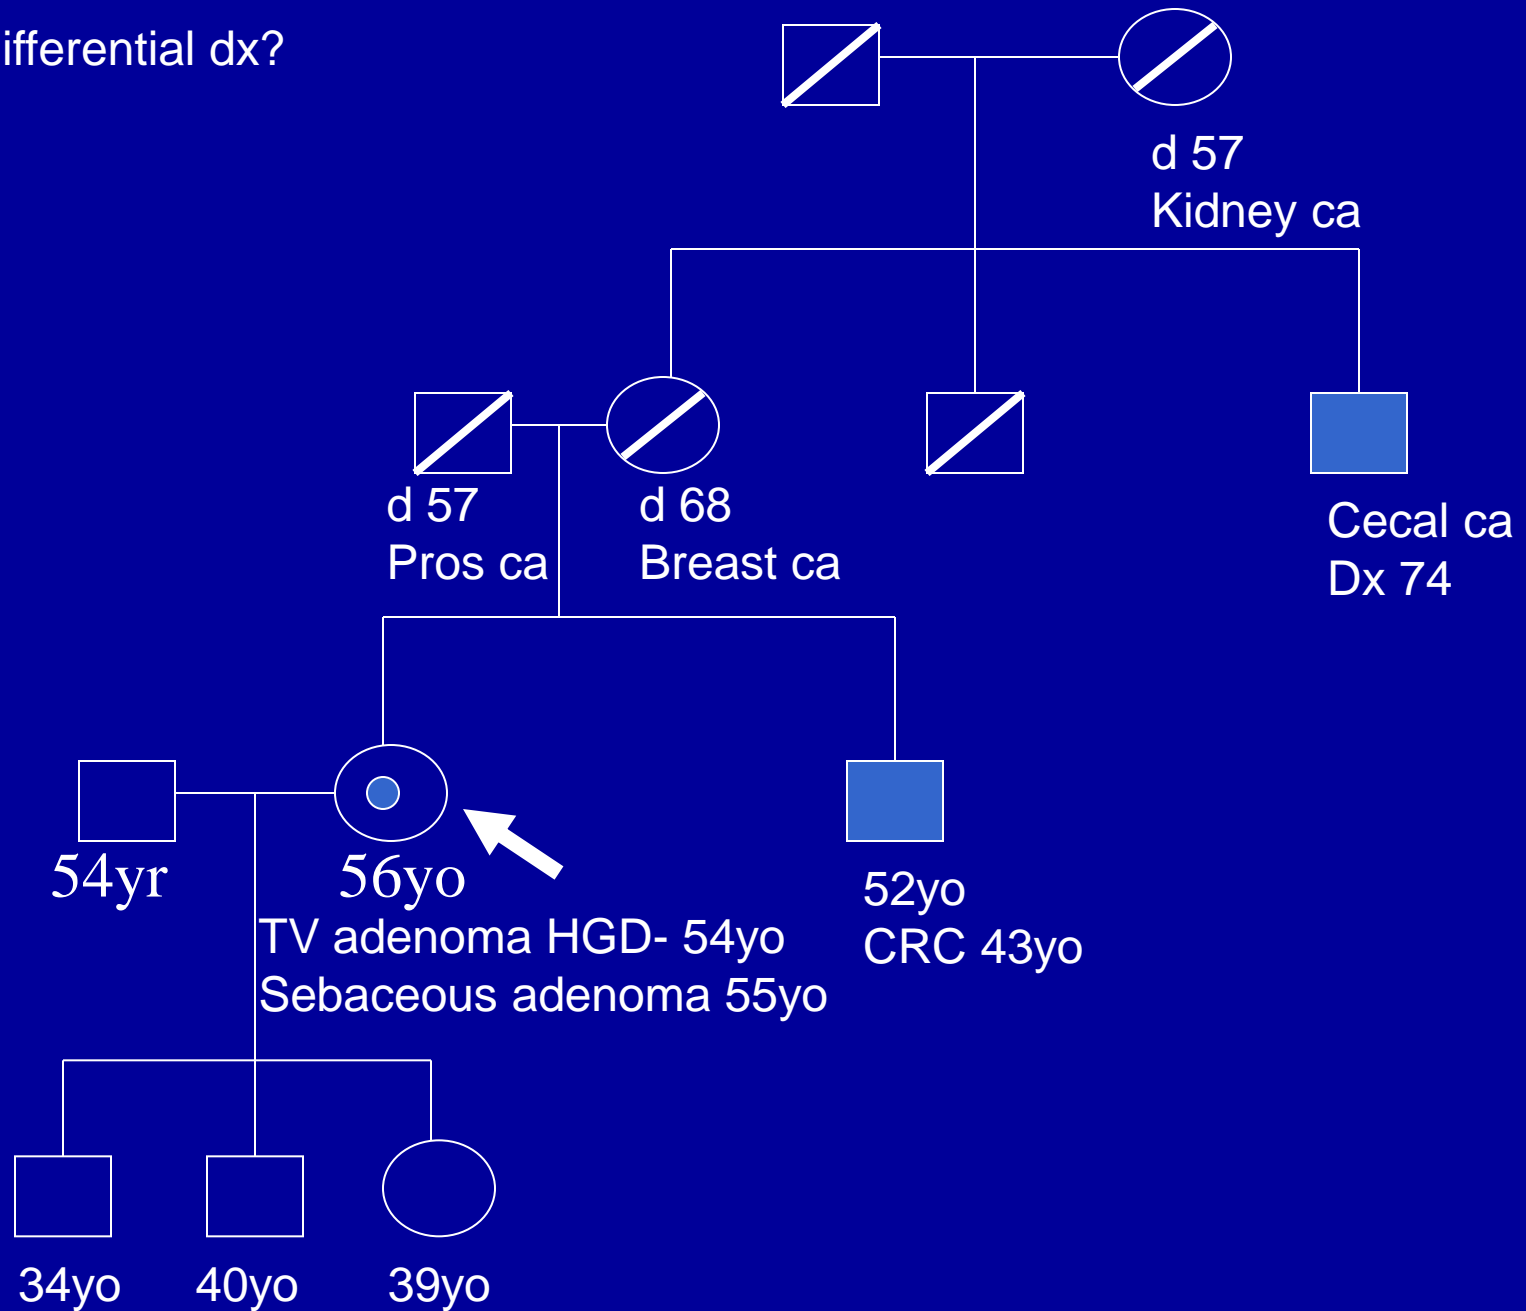 ifferential dx?
d 57
Kidney ca
d 57
Pros ca
d 68
Breast ca
Cecal ca
Dx 74
54yr
56yo
TV adenoma HGD- 54yo
Sebaceous adenoma 55yo
52yo
CRC 43yo
34yo
40yo
39yo